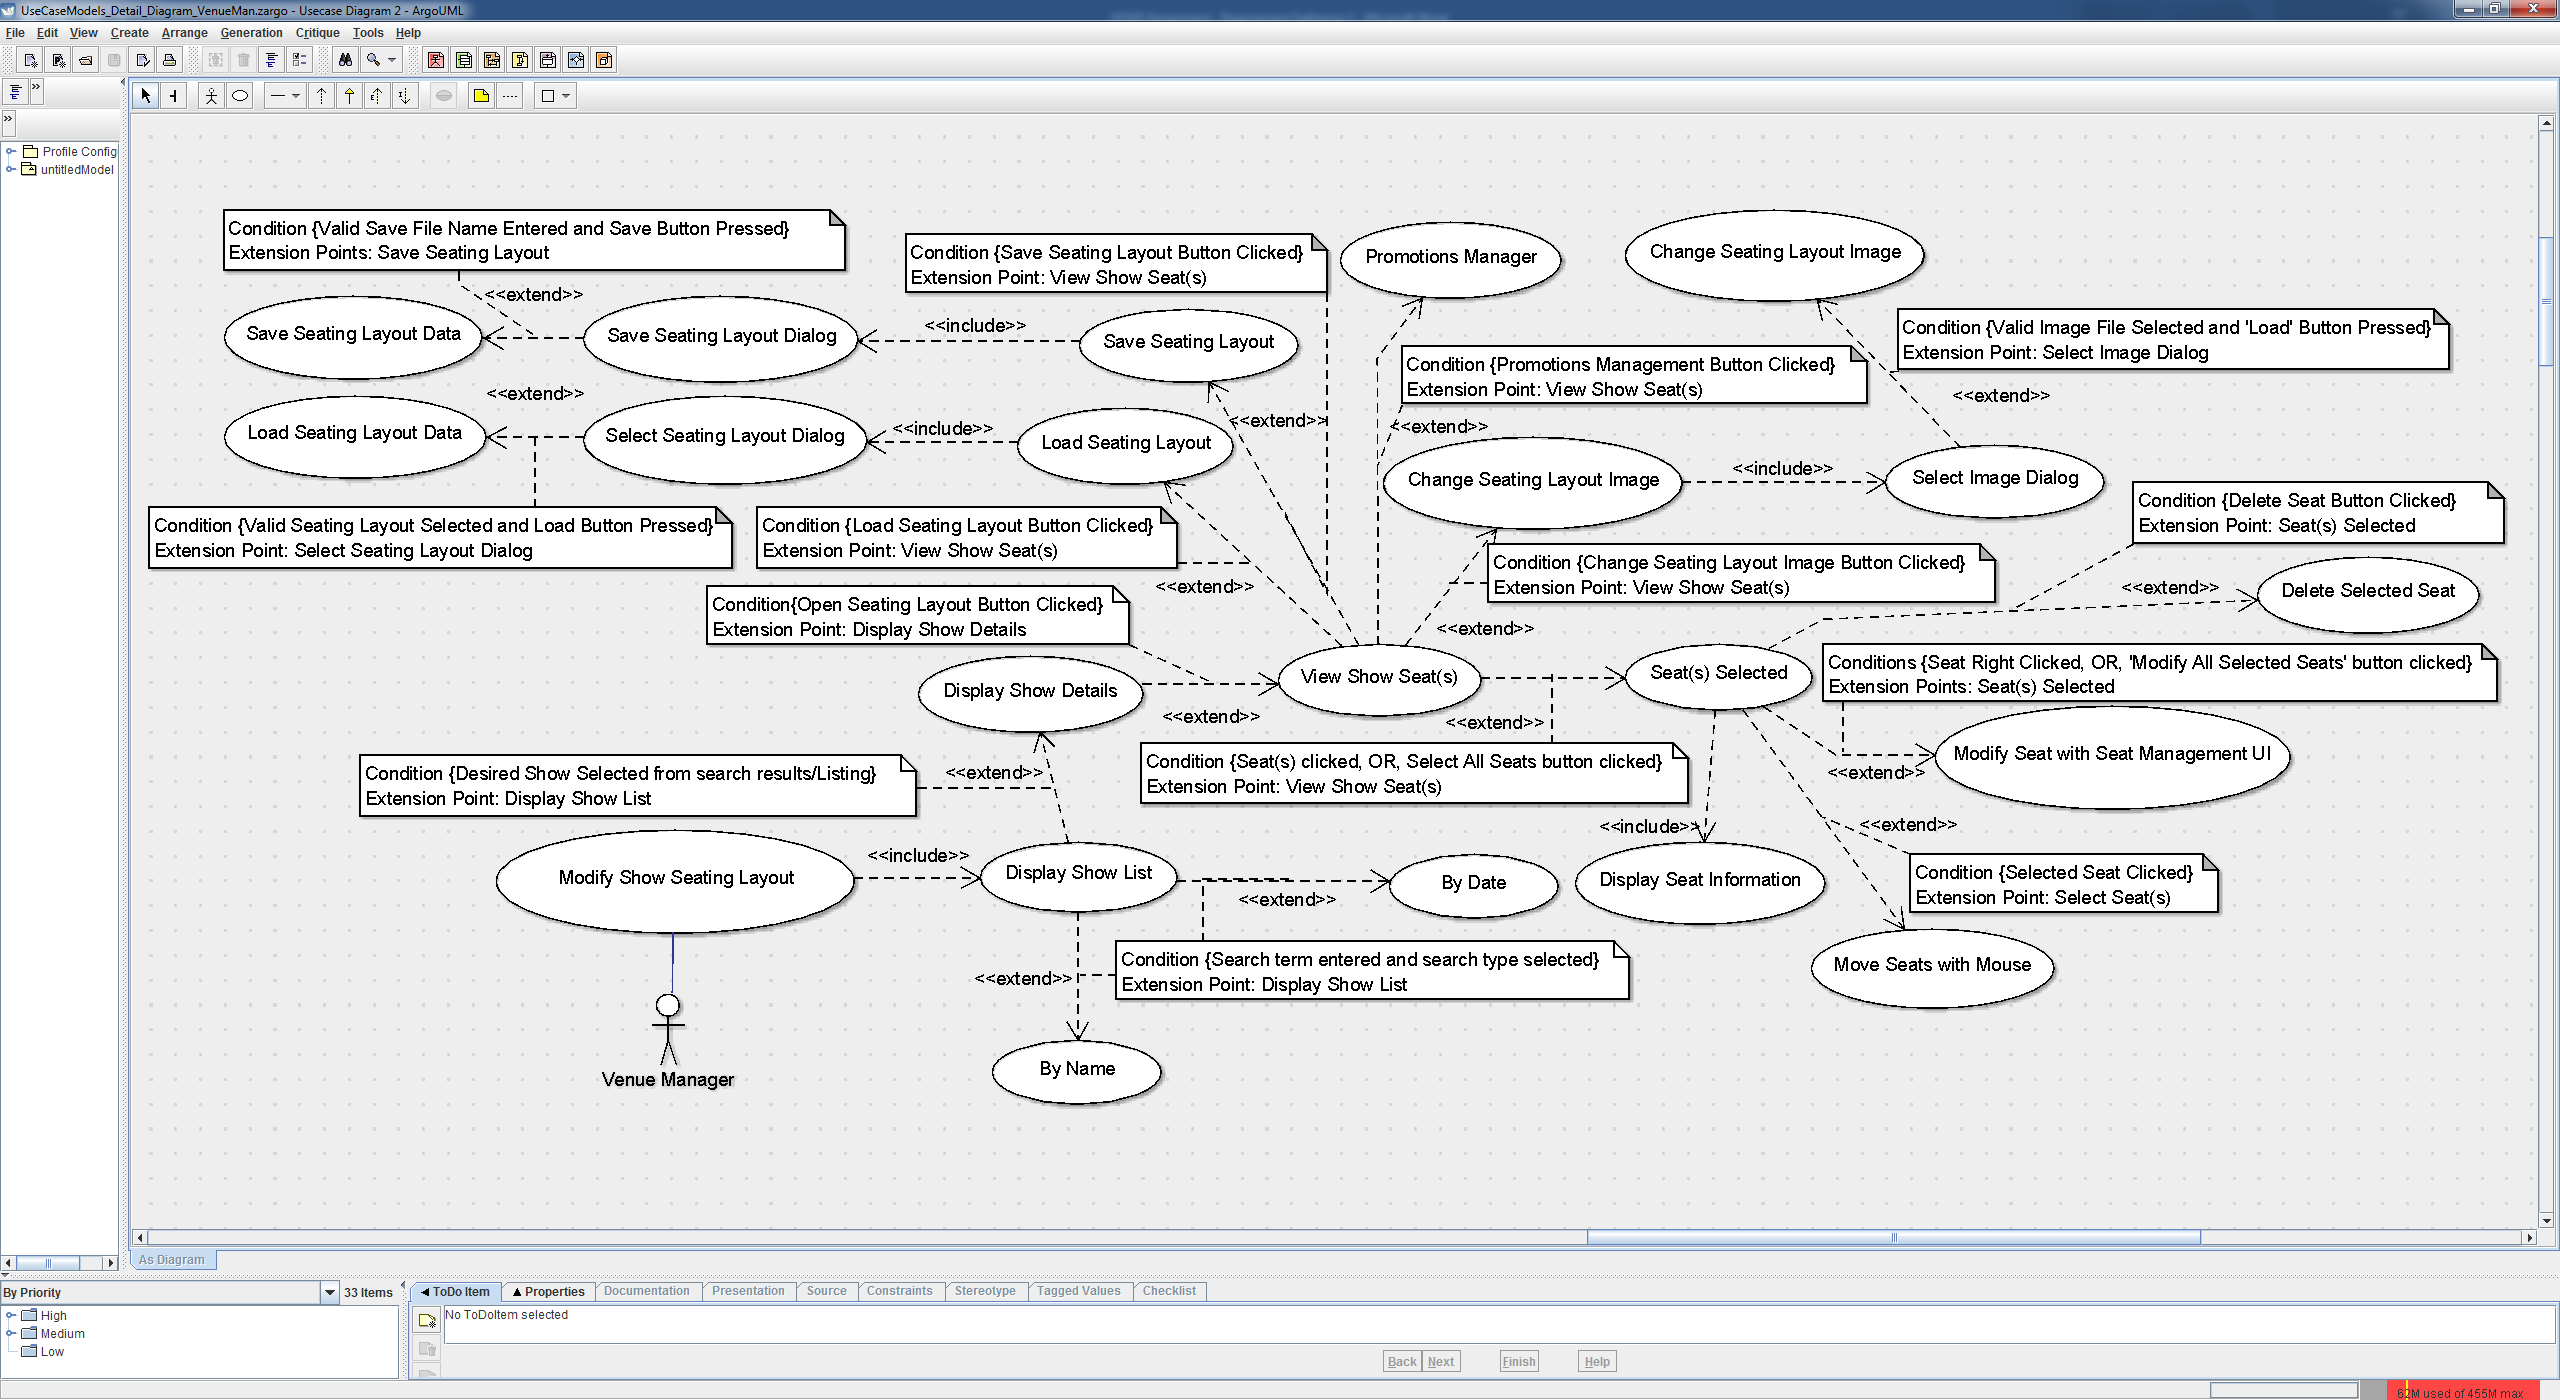 UseCaseModels_Detail_Diagram_VenueMan.zargo - Usecase Diagram 2 - ArgoUML
File Edit View Create Arrange Generation Critique Tools Help
Profile Config
untitledModel
Condition {Valid Save File Name Entered and Save Button Pressed}
Extension Points: Save Seating Layout
<<extend>>
Save Seating Layout Data
Save Seating Layout Dialog
<<include>>
Save Seating Layout
Condition {Save Seating Layout Button Clicked}
Extension Point: View Show Seat(s)
Promotions Manager
Change Seating Layout Image
Condition {Valid Image File Selected and 'Load' Button Pressed}
Extension Point: Select Image Dialog
<<extend>>
Condition {Promotions Management Button Clicked}
Extension Point: View Show Seat(s)
<<extend>>
<<extend>>
<<extend>>
Load Seating Layout Data
Select Seating Layout Dialog
<<include>>
Load Seating Layout
Change Seating Layout Image
<<include>>
Select Image Dialog
Condition {Valid Seating Layout Selected and Load Button Pressed}
Extension Point: Select Seating Layout Dialog
Condition {Load Seating Layout Button Clicked}
Extension Point: View Show Seat(s)
<<extend>>
Condition {Change Seating Layout Image Button Clicked}
Extension Point: View Show Seat(s)
<<extend>>
Condition {Delete Seat Button Clicked}
Extension Point: Seat(s) Selected
<<extend>>
Delete Selected Seat
Condition{Open Seating Layout Button Clicked}
Extension Point: Display Show Details
Display Show Details
<<extend>>
View Show Seat(s)
<<extend>>
Seat(s) Selected
Conditions {Seat Right Clicked, OR, 'Modify All Selected Seats' button clicked}
Extension Points: Seat(s) Selected
<<extend>>
Modify Seat with Seat Management UI
Condition {Desired Show Selected from search results/Listing}
Extension Point: Display Show List
<<extend>>
Condition {Seat(s) clicked, OR, Select All Seats button clicked}
Extension Point: View Show Seat(s)
<<include>>
<<extend>>
Modify Show Seating Layout
<<include>>
Display Show List
<<extend>>
By Date
Display Seat Information
Condition {Selected Seat Clicked}
Extension Point: Select Seat(s)
Condition {Search term entered and search type selected}
Extension Point: Display Show List
<<extend>>
Move Seats with Mouse
Venue Manager
By Name
As Diagram
By Priority
33 Items
ToDo Item Properties Documentation Presentation Source Constraints Stereotype Tagged Values Checklist
High
Medium
Low
No ToDoItem selected
Back Next Finish Help
62M used of 455M max